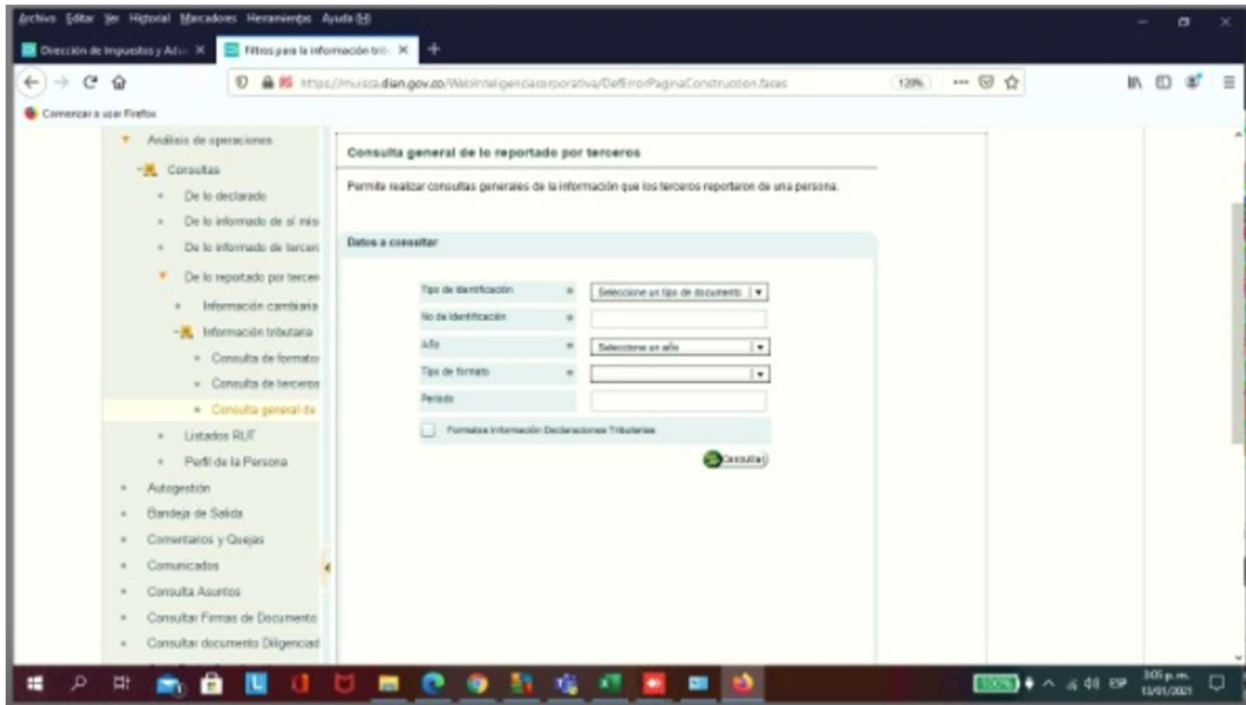 Archivo Editar Ver Historial Marcadores Herramientas Ayuda
Dirección de Impuestos y Adu
Filtros para la información trib
https://muisca.dian.gov.co/WebInteligenciacorporativa/DefErrorPaginaConstruccion.faces
120%
Comenzar a usar Firefox
Análisis de operaciones
Consultas
De lo declarado
De lo informado de sí mis
De lo informado de tercer
De lo reportado por tercer
Información cambiaria
Información tributaria
Consulta de formato
Consulta de terceros
Consulta general de
Listados RUT
Perfil de la Persona
Autogestión
Bandeja de Salida
Comentarios y Quejas
Comunicados
Consulta Asuntos
Consultar Firmas de Documento
Consultar documento Diligenciad
Consulta general de lo reportado por terceros
Permite realizar consultas generales de la información que los terceros reportaron de una persona.
Datos a consultar
Tipo de Identificación
Seleccione un tipo de documento
No de Identificación
Año
Seleccione un año
Tipo de formato
Periodo
Formatos Información Declaraciones Tributarias
Consultar
100%
ESP
3:05 p. m.
13/01/2021